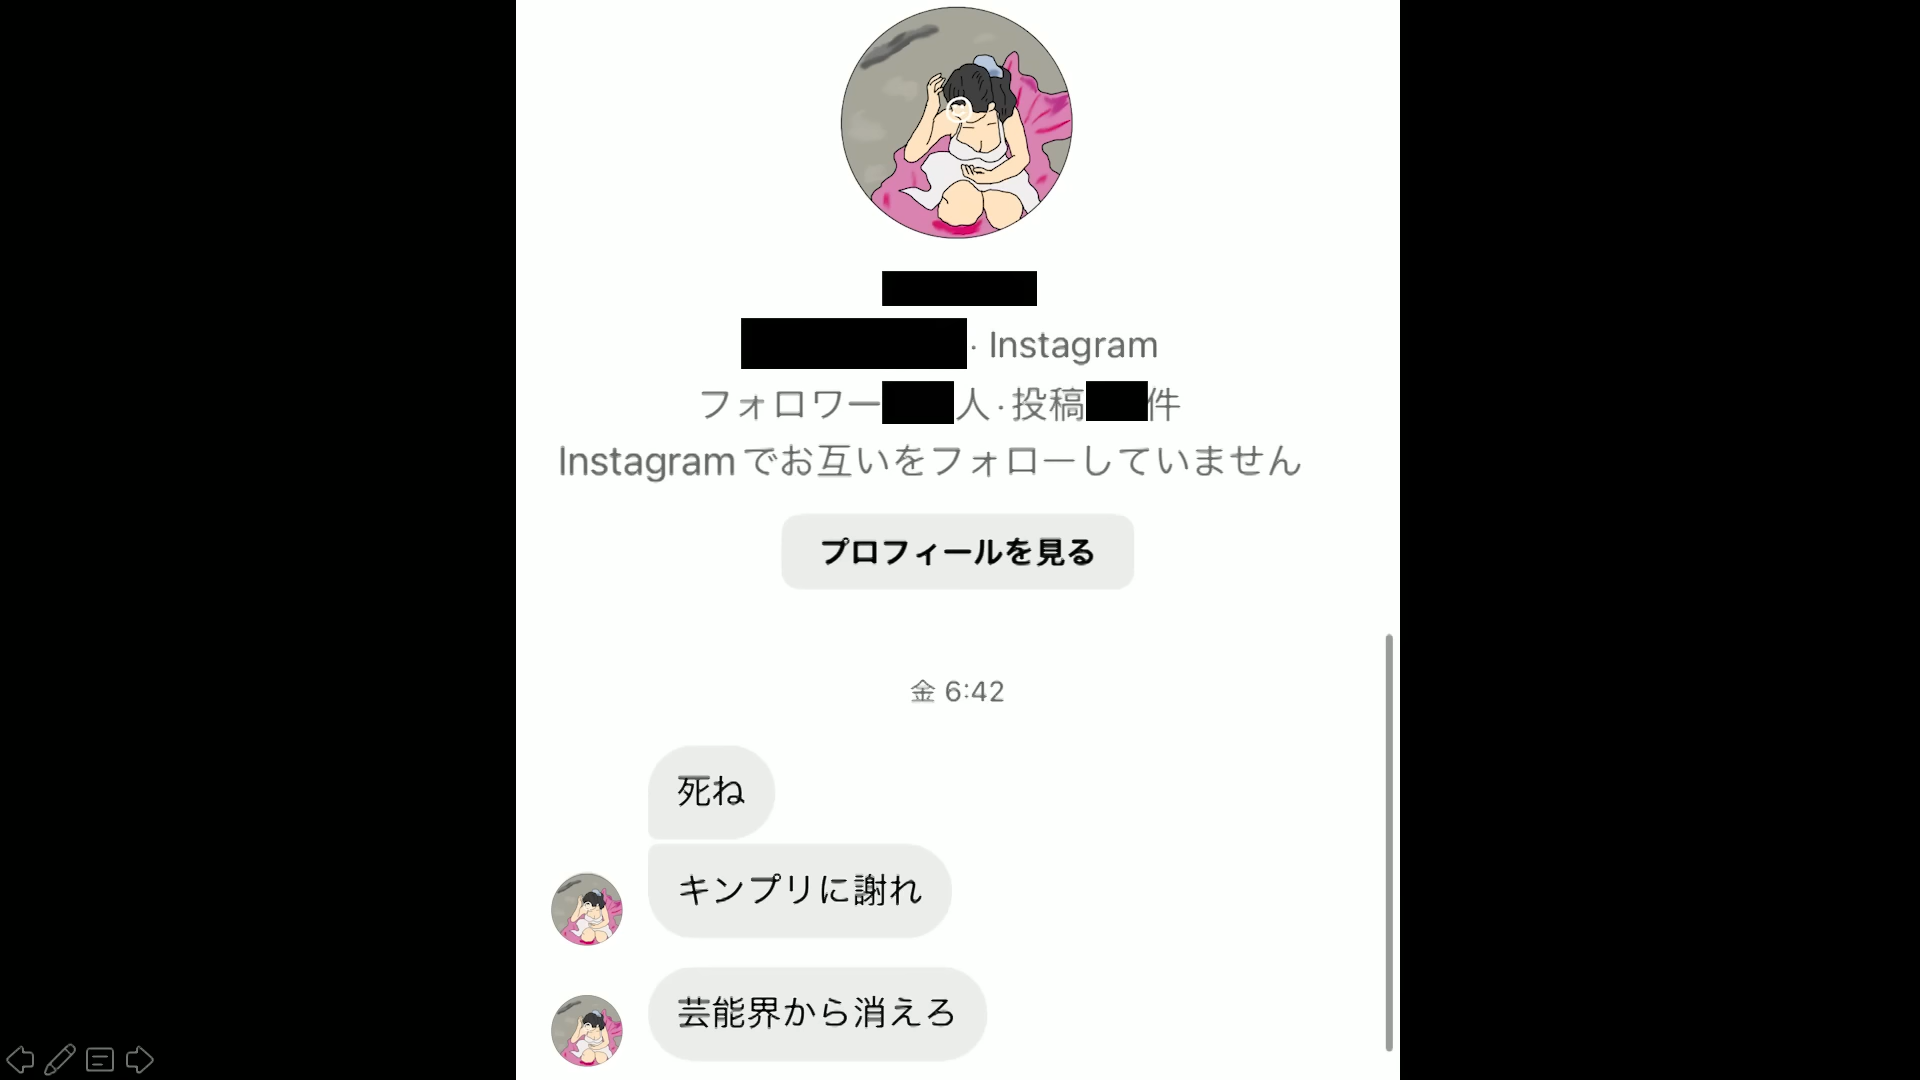 · Instagram
フォロワー 人·投稿 件
Instagramでお互いをフォローしていません
プロフィールを見る
金 6:42
死ね
キンプリに謝れ
芸能界から消えろ